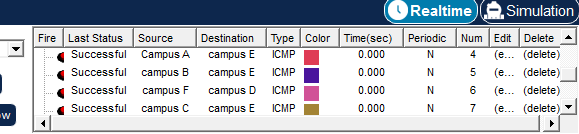 Realtime Simulation
Fire Last Status Source Destination Type Color Time(sec) Periodic Num Edit Delete
Successful Campus A campus E ICMP 0.000 N 4 (e... (delete)
Successful campus B campus E ICMP 0.000 N 5 (e... (delete)
Successful campus F campus D ICMP 0.000 N 6 (e... (delete)
Successful campus C campus E ICMP 0.000 N 7 (e... (delete)
ow